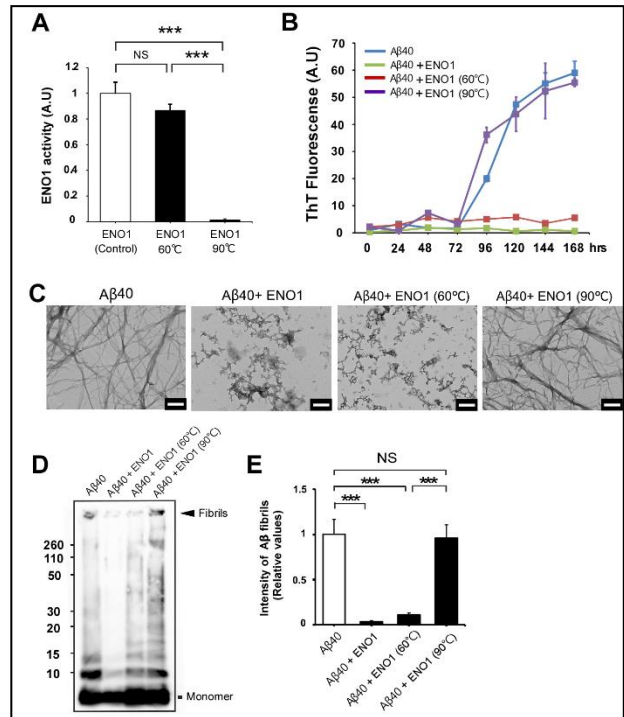 A
***
NS
***
ENO1 activity (A.U)
1.2
1
0.8
0.6
0.4
0.2
0
ENO1
(Control)
ENO1
60℃
ENO1
90℃
B
Aβ40
Aβ40 + ENO1
Aβ40 + ENO1 (60℃)
Aβ40 + ENO1 (90℃)
ThT Fluorescense (A.U)
70
60
50
40
30
20
10
0
0 24 48 72 96 120 144 168 hrs
C
Aβ40
Aβ40+ ENO1
Aβ40+ ENO1 (60℃)
Aβ40+ ENO1 (90℃)
D
Aβ40
Aβ40 + ENO1
Aβ40 + ENO1 (60℃)
Aβ40 + ENO1 (90℃)
Fibrils
260
110
50
30
20
15
10
Monomer
E
NS
***
***
***
Intensity of Aβ fibrils
(Relative values)
1.5
1
0.5
0
Aβ40
Aβ40 + ENO1
Aβ40 + ENO1 (60℃)
Aβ40 + ENO1 (90℃)